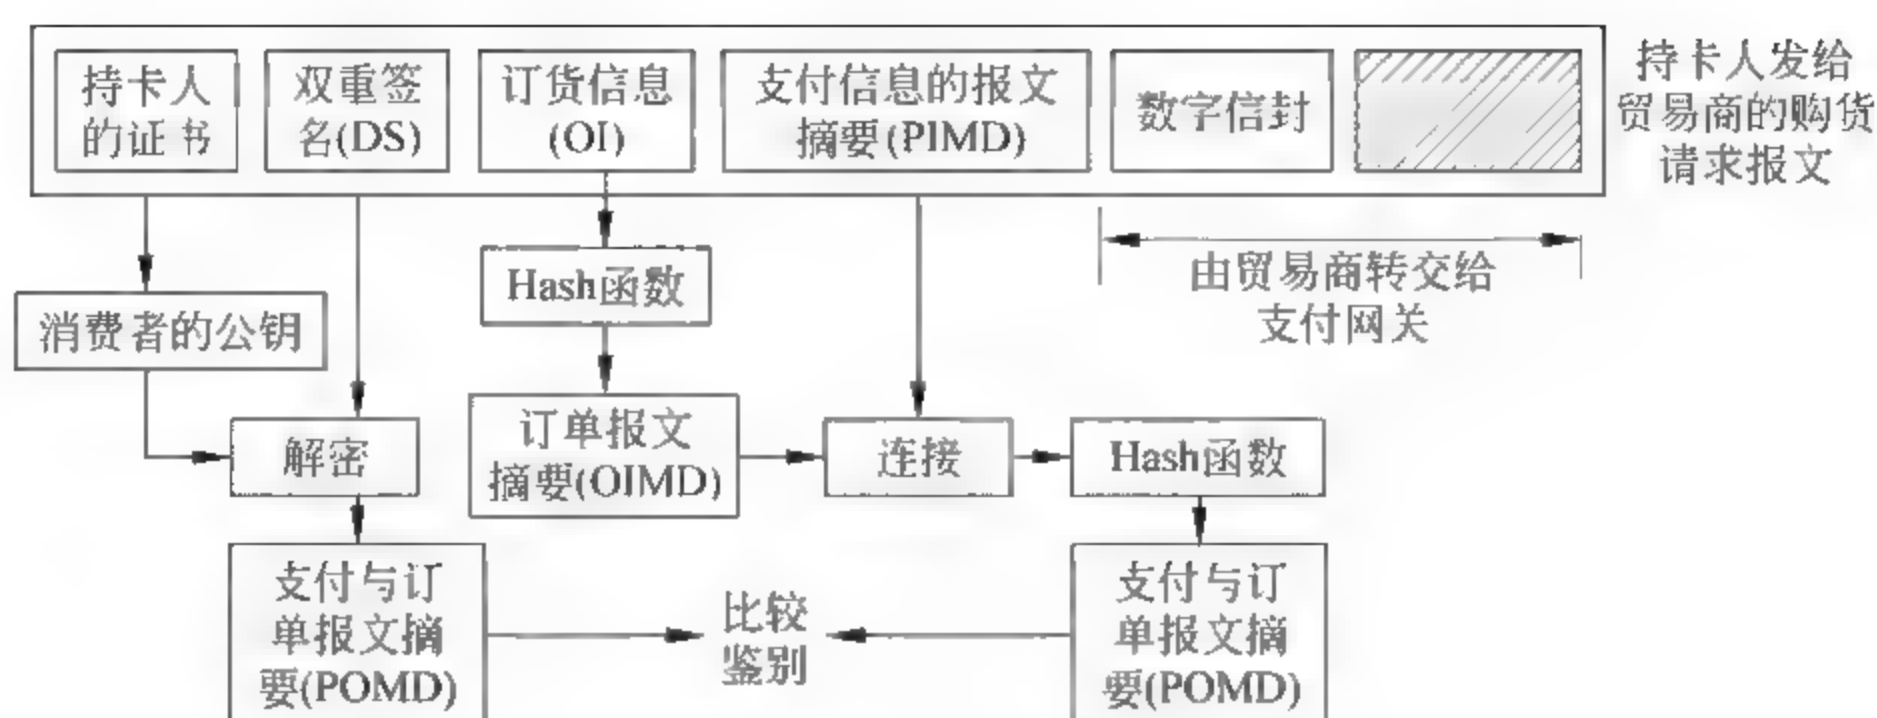 持卡人
的证书
双重签
名(DS)
订货信息
(OI)
支付信息的报文
摘要(PIMD)
数字信封
持卡人发给
贸易商的购货
请求报文
Hash函数
由贸易商转交给
支付网关
消费者的公钥
解密
订单报文
摘要(OIMD)
连接
Hash函数
支付与订
单报文摘
要(POMD)
比较
鉴别
支付与订
单报文摘
要(POMD)